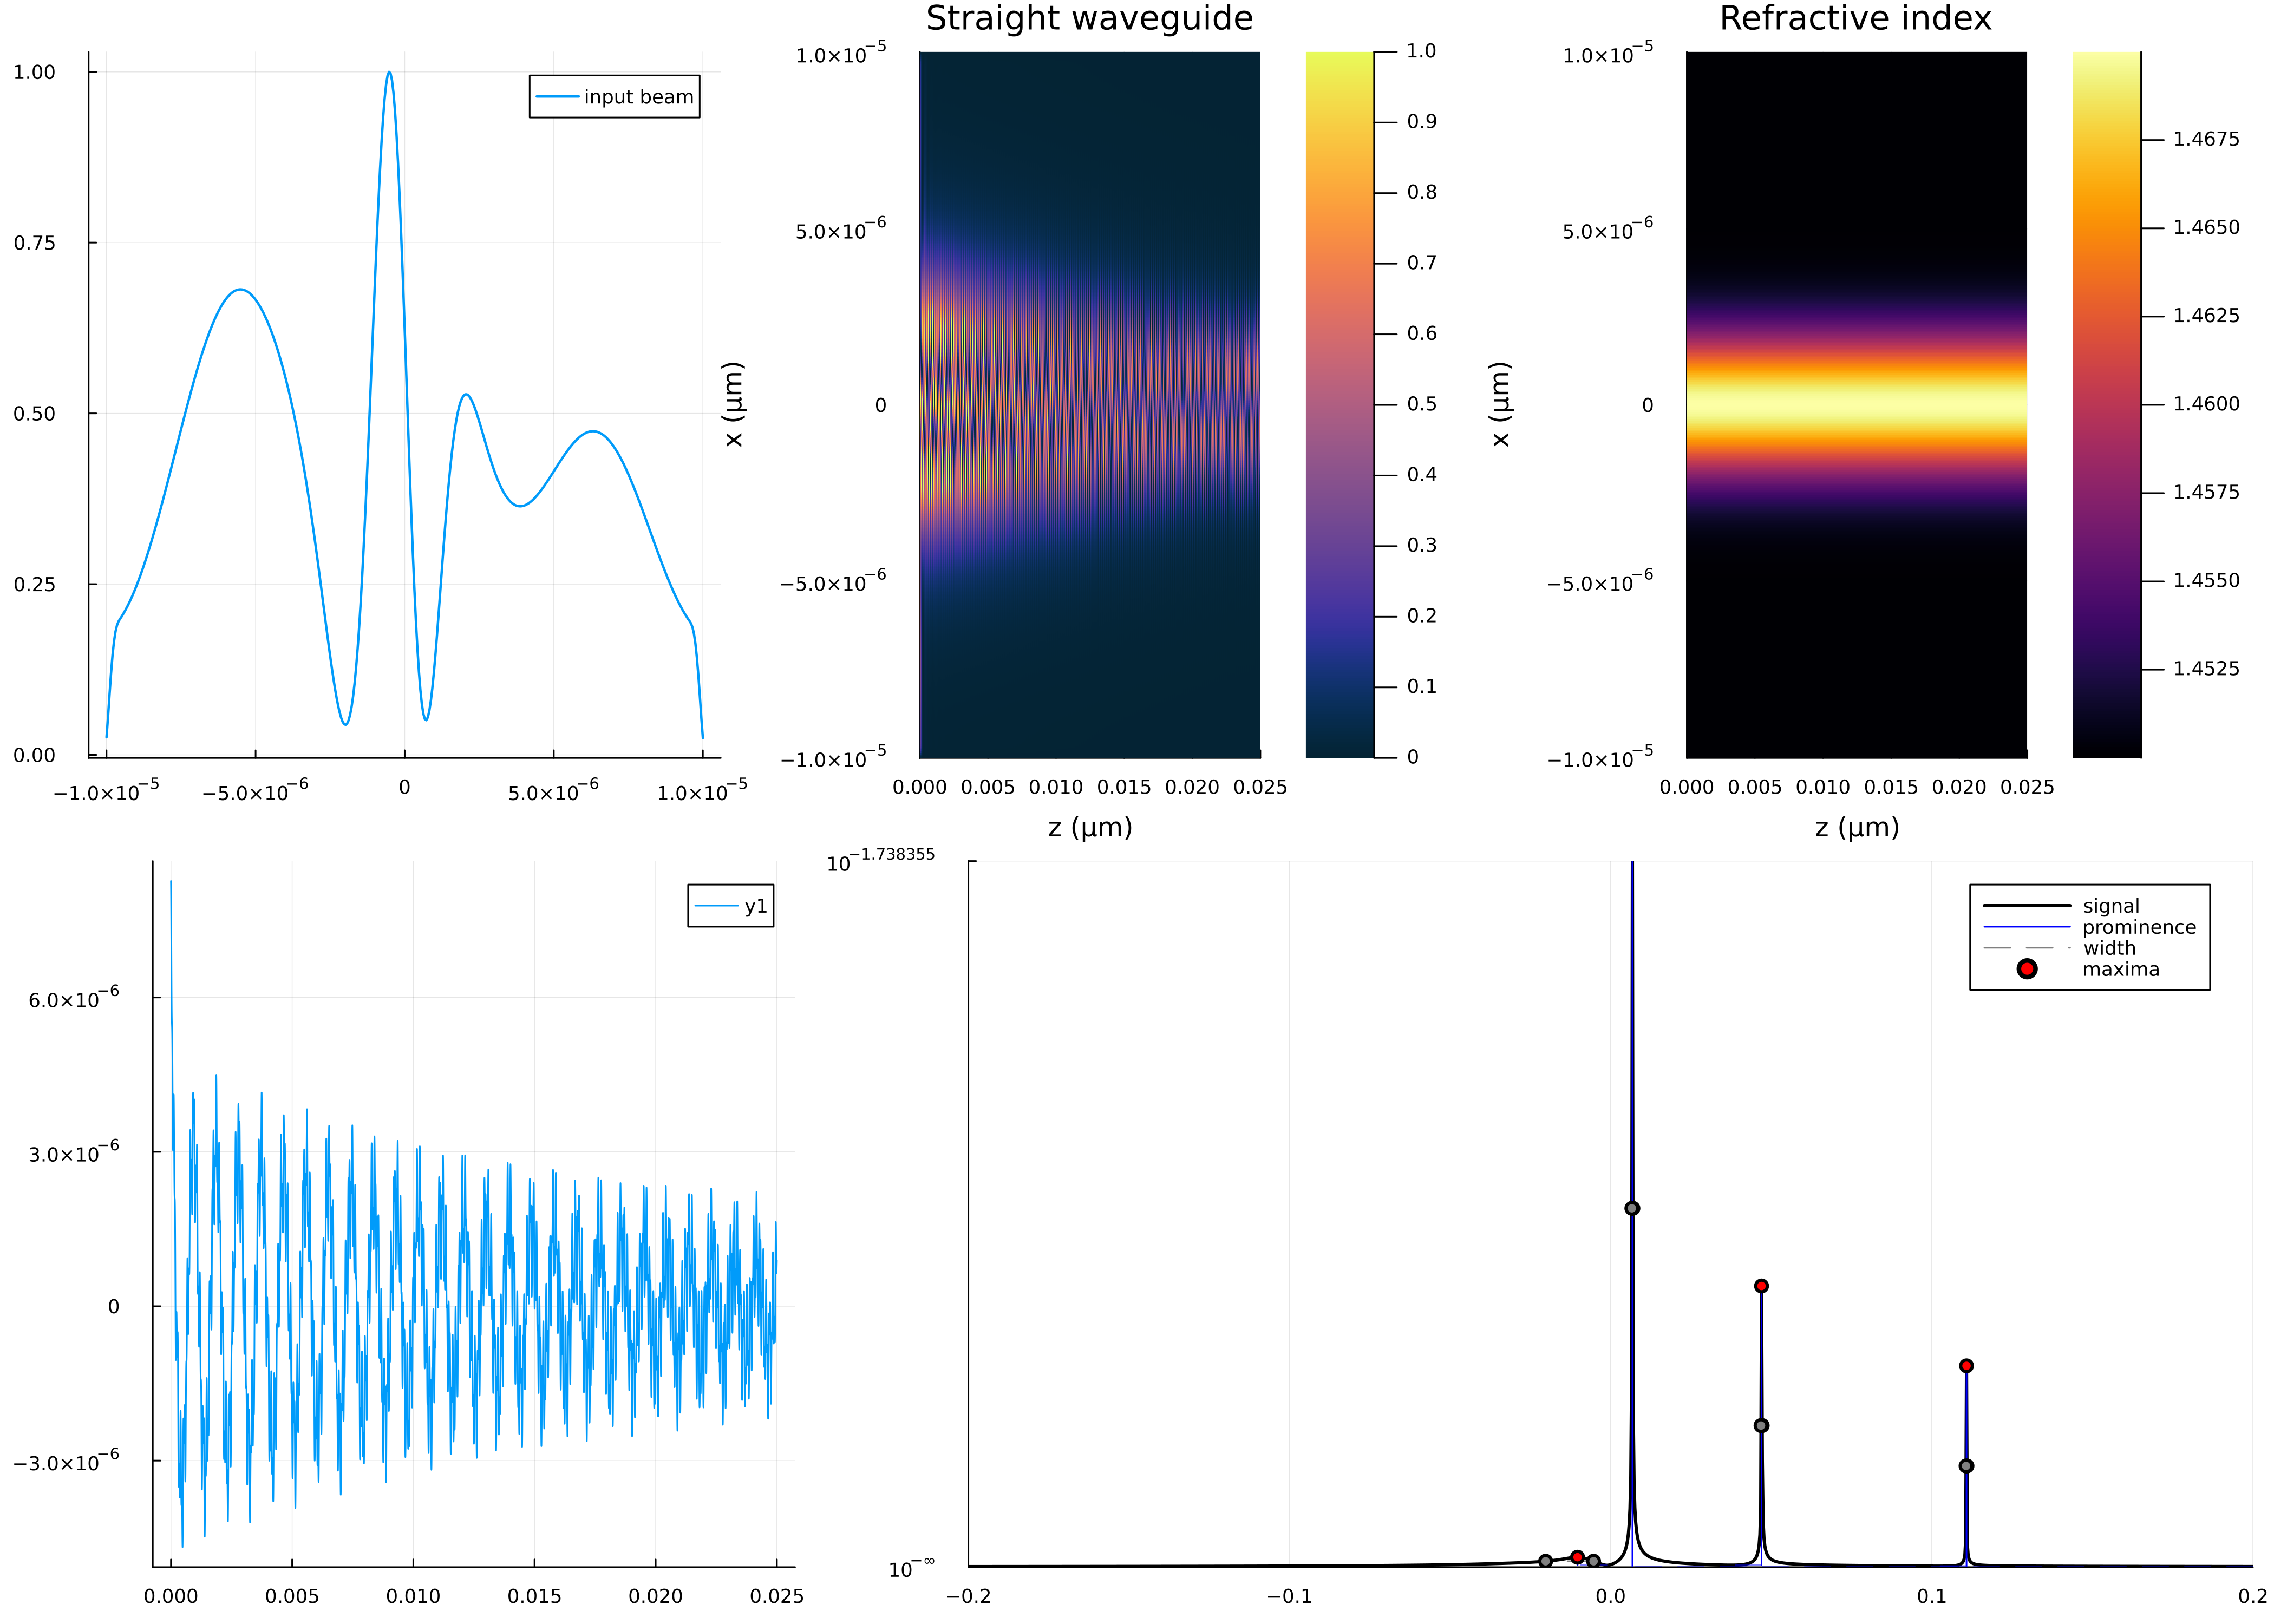 1.00
0.75
0.50
0.25
0.00
−1.0×10⁻⁵ −5.0×10⁻⁶ 0 5.0×10⁻⁶ 1.0×10⁻⁵
input beam
Straight waveguide
x (µm)
1.0×10⁻⁵
5.0×10⁻⁶
0
−5.0×10⁻⁶
−1.0×10⁻⁵
0.000 0.005 0.010 0.015 0.020 0.025
z (µm)
1.0
0.9
0.8
0.7
0.6
0.5
0.4
0.3
0.2
0.1
0
Refractive index
x (µm)
1.0×10⁻⁵
5.0×10⁻⁶
0
−5.0×10⁻⁶
−1.0×10⁻⁵
0.000 0.005 0.010 0.015 0.020 0.025
z (µm)
1.4675
1.4650
1.4625
1.4600
1.4575
1.4550
1.4525
6.0×10⁻⁶
3.0×10⁻⁶
0
−3.0×10⁻⁶
0.000 0.005 0.010 0.015 0.020 0.025
y1
10⁻¹·⁷³⁸³⁵⁵
10⁻∞
−0.2 −0.1 0.0 0.1 0.2
signal
prominence
width
maxima